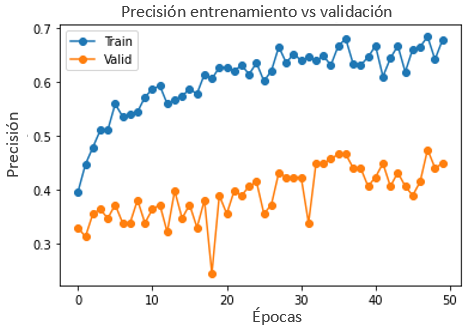 Precisión entrenamiento vs validación
Train
Valid
Precisión
0.7
0.6
0.5
0.4
0.3
0 10 20 30 40 50
Épocas